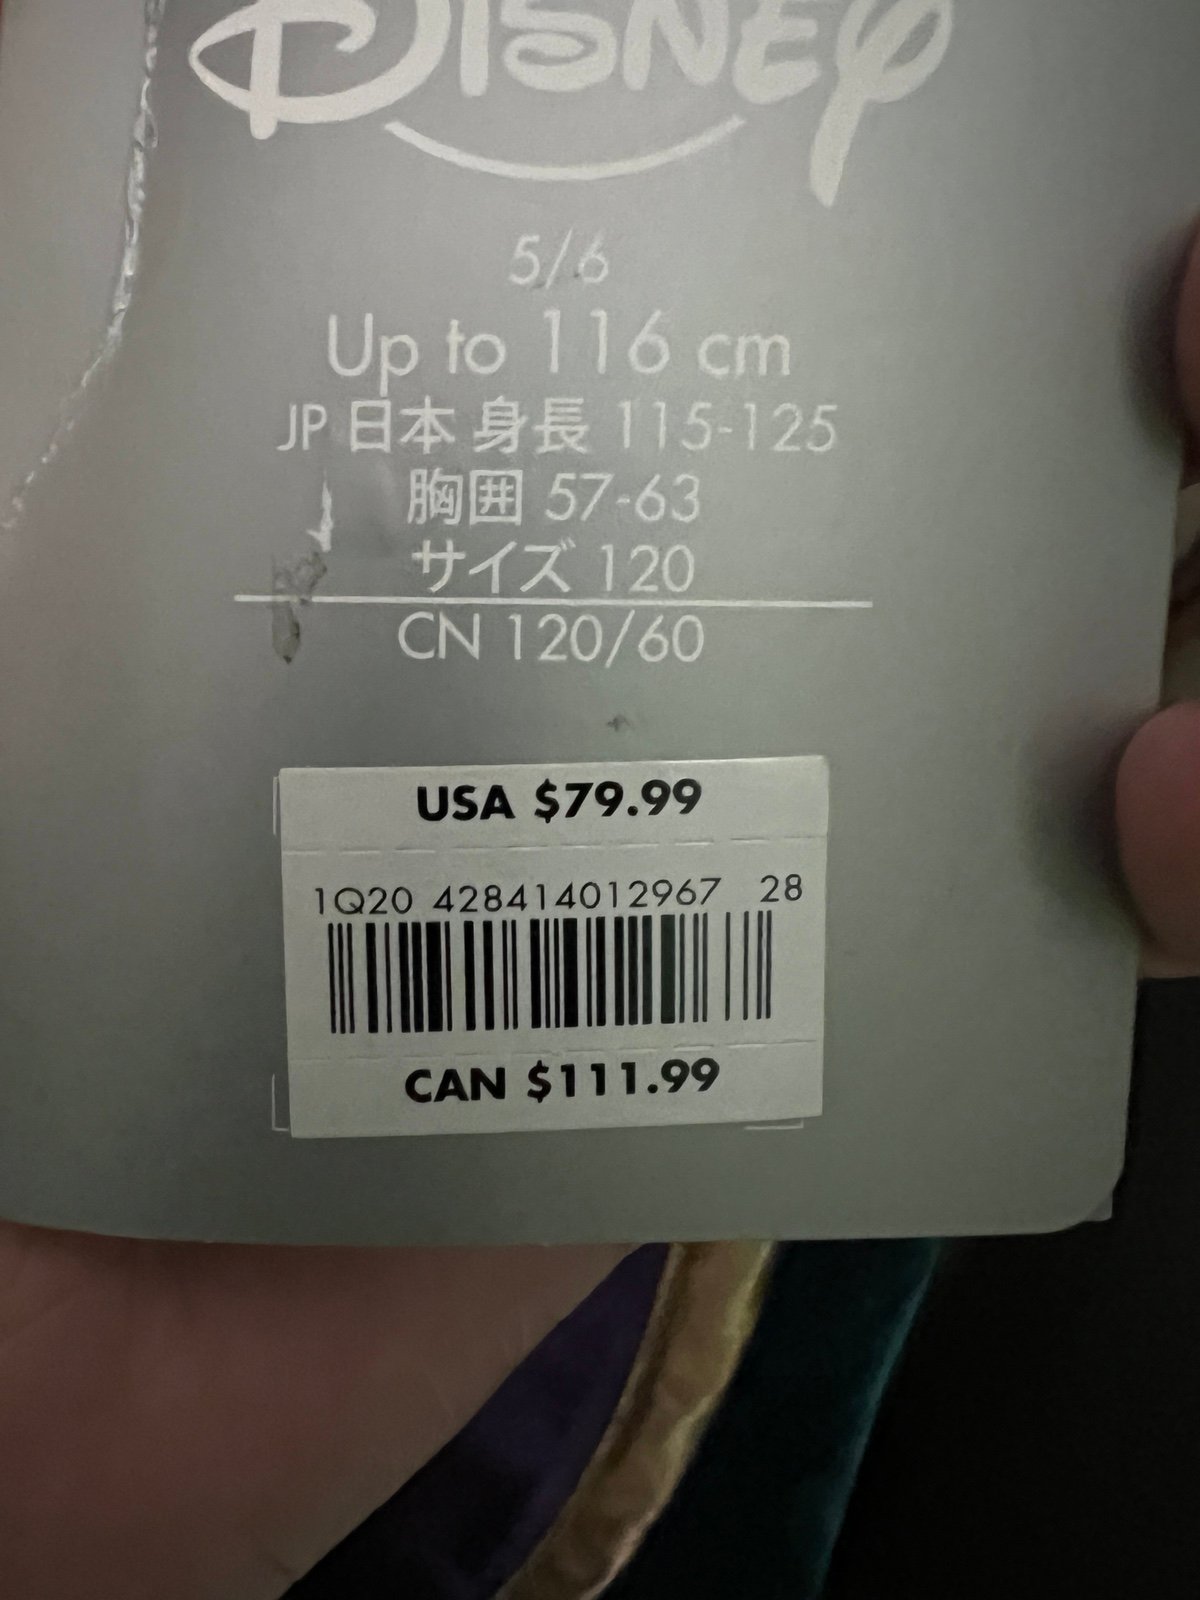 Disney
5/6
Up to 116 cm
JP 日本 身長 115-125
胸囲 57-63
サイズ 120
CN 120/60
USA $79.99
1Q20 428414012967 28
CAN $111.99